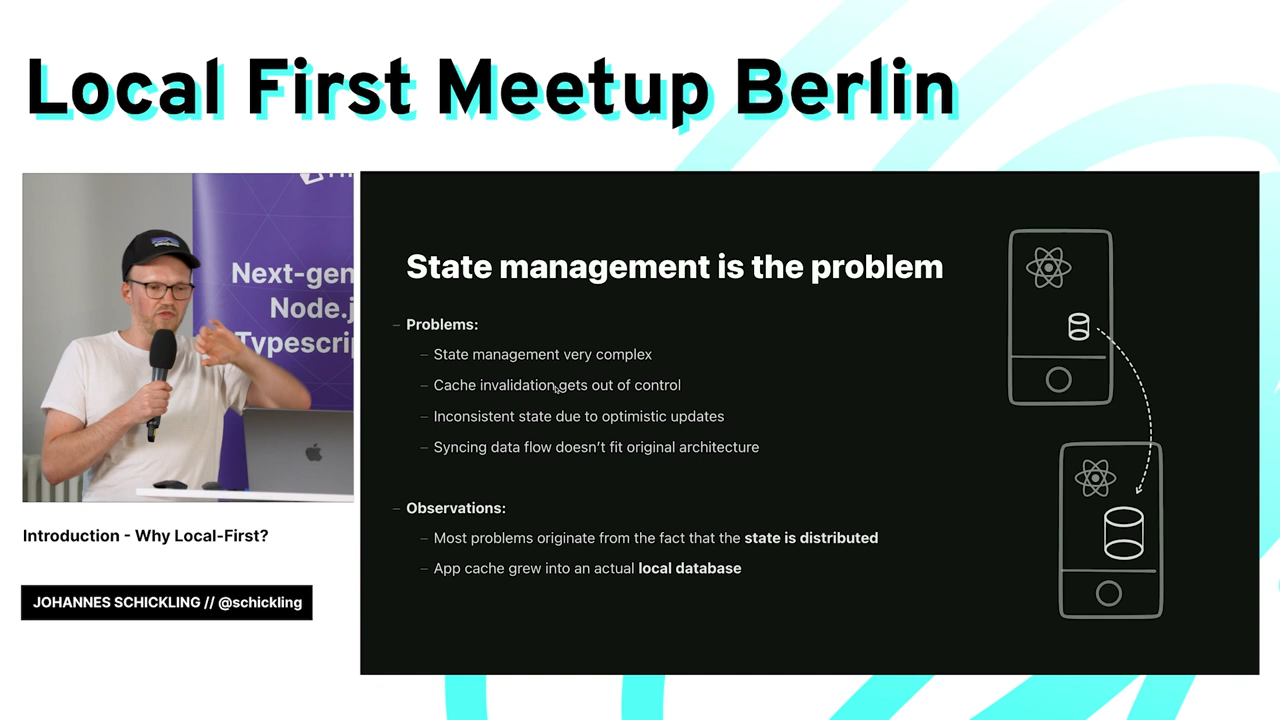 Local First Meetup Berlin
Next-gen
Node.j
Typescrip
Introduction - Why Local-First?
JOHANNES SCHICKLING // @schickling
State management is the problem
– Problems:
– State management very complex
– Cache invalidation gets out of control
– Inconsistent state due to optimistic updates
– Syncing data flow doesn’t fit original architecture
– Observations:
– Most problems originate from the fact that the state is distributed
– App cache grew into an actual local database